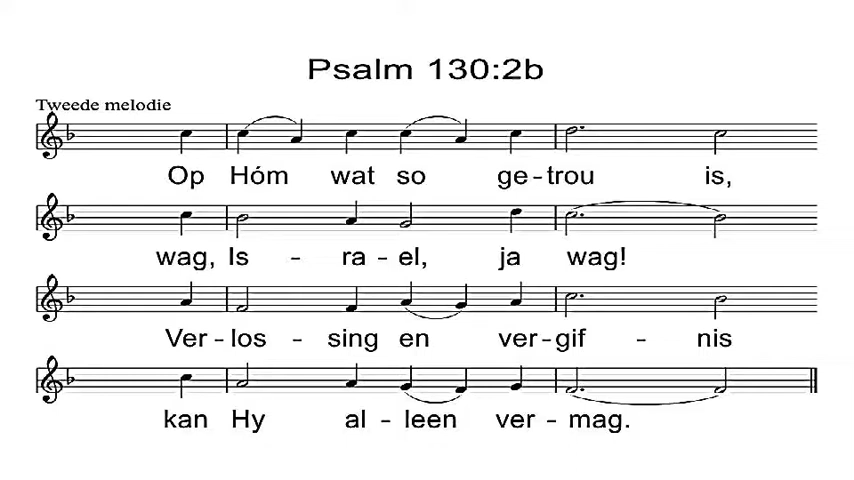 Psalm 130:2b
Tweede melodie
Op Hóm wat so ge-trou is,
wag, Is - ra-el, ja wag!
Ver-los - sing en ver-gif - nis
kan Hy al-leen ver-mag.